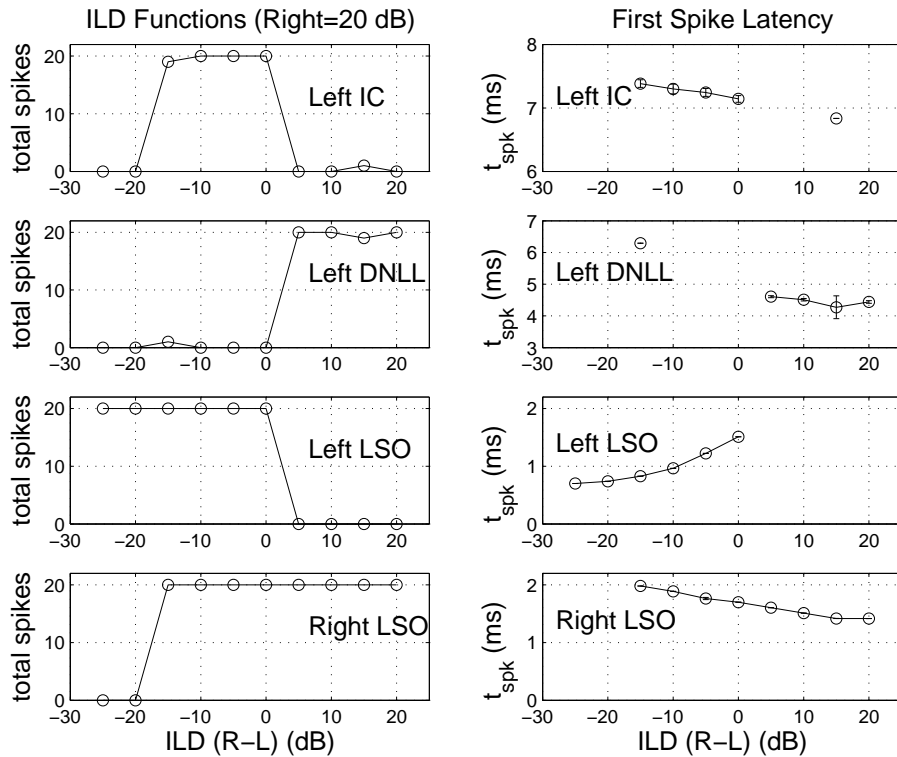 ILD Functions (Right=20 dB)
First Spike Latency
total spikes
20
10
0
−30 −20 −10 0 10 20
Left IC
t_spk (ms)
8
7
6
−30 −20 −10 0 10 20
Left IC
total spikes
20
10
0
−30 −20 −10 0 10 20
Left DNLL
t_spk (ms)
7
6
5
4
3
−30 −20 −10 0 10 20
Left DNLL
total spikes
20
10
0
−30 −20 −10 0 10 20
Left LSO
t_spk (ms)
2
1
0
−30 −20 −10 0 10 20
Left LSO
total spikes
20
10
0
−30 −20 −10 0 10 20
Right LSO
ILD (R−L) (dB)
t_spk (ms)
2
1
0
−30 −20 −10 0 10 20
Right LSO
ILD (R−L) (dB)